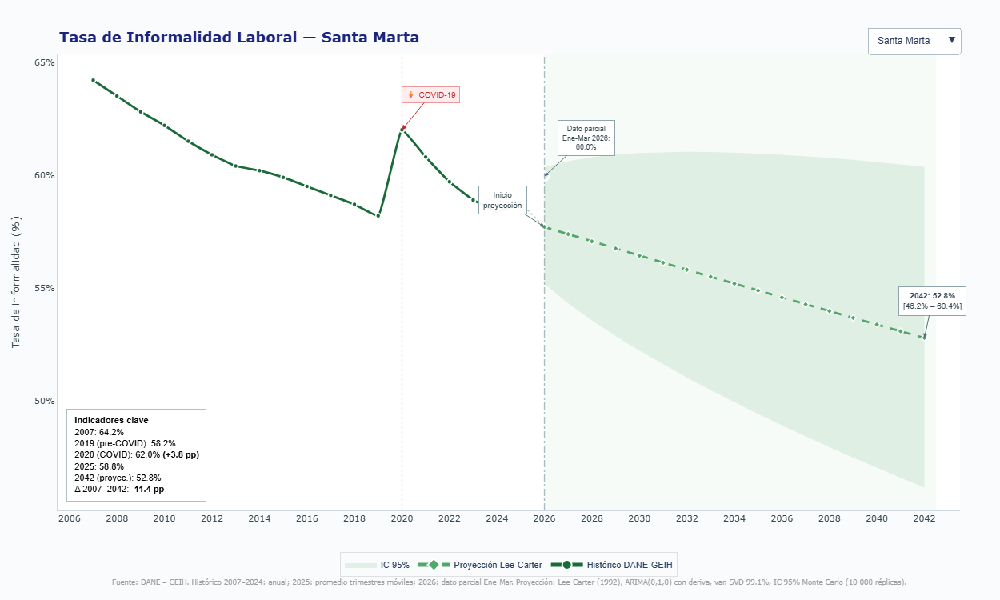 Tasa de Informalidad Laboral — Santa Marta
Santa Marta ▼
65%
60%
55%
50%
Tasa de Informalidad (%)
⚡ COVID-19
Dato parcial
Ene-Mar 2026:
60.0%
Inicio
proyección
2042: 52.8%
[46.2% – 60.4%]
Indicadores clave
2007: 64.2%
2019 (pre-COVID): 58.2%
2020 (COVID): 62.0% (+3.8 pp)
2025: 58.8%
2042 (proyec.): 52.8%
Δ 2007–2042: -11.4 pp
2006 2008 2010 2012 2014 2016 2018 2020 2022 2024 2026 2028 2030 2032 2034 2036 2038 2040 2042
IC 95% Proyección Lee-Carter Histórico DANE-GEIH
Fuente: DANE – GEIH. Histórico 2007–2024: anual; 2025: promedio trimestres móviles; 2026: dato parcial Ene-Mar. Proyección: Lee-Carter (1992), ARIMA(0,1,0) con deriva, var. SVD 99.1%, IC 95% Monte Carlo (10 000 réplicas).